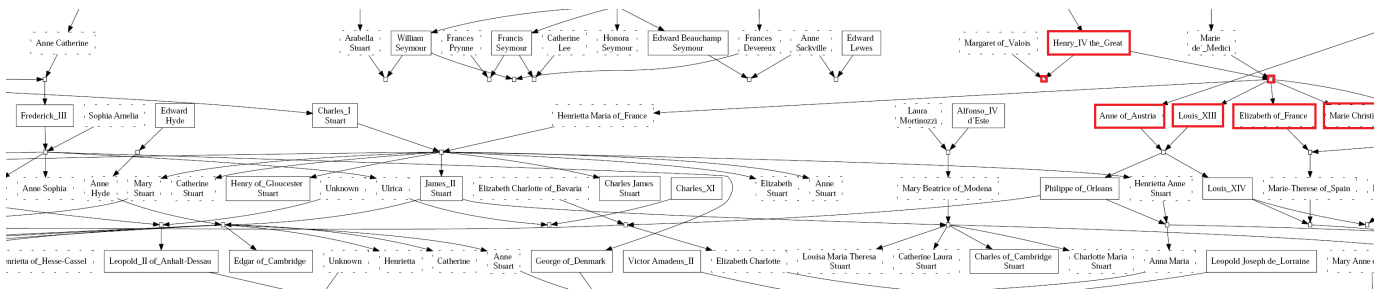 Anne Catherine
Arabella
Stuart
William
Seymour
Frances
Prynne
Francis
Seymour
Catherine
Lee
Honora
Seymour
Edward Beauchamp
Seymour
Frances
Devereux
Anne
Sackville
Edward
Lewes
Margaret of_Valois
Henry_IV the_Great
Marie
de´_Medici
Frederick_III
Sophia Amelia
Edward
Hyde
Charles_I
Stuart
Henrietta Maria of_France
Laura
Mortinozzi
Alfonso_IV
d´Este
Anne of_Austria
Louis_XIII
Elizabeth of_France
Marie Christi
Anne Sophia
Anne
Hyde
Mary
Stuart
Catherine
Stuart
Henry of_Gloucester
Stuart
Unknown
Ulrica
James_II
Stuart
Elizabeth Charlotte of_Bavaria
Charles James
Stuart
Charles_XI
Elizabeth
Stuart
Anne
Stuart
Mary Beatrice of_Modena
Philippe of_Orleans
Henrietta Anne
Stuart
Louis_XIV
Marie-Therese of_Spain
enrietta of_Hesse-Cassel
Leopold_II of_Anhalt-Dessau
Edgar of_Cambridge
Unknown
Henrietta
Catherine
Anne
Stuart
George of_Denmark
Victor Amadeus_II
Elizabeth Charlotte
Louisa Maria Theresa
Stuart
Catherine Laura
Stuart
Charles of_Cambridge
Stuart
Charlotte Maria
Stuart
Anna Maria
Leopold Joseph de_Lorraine
Mary Anne